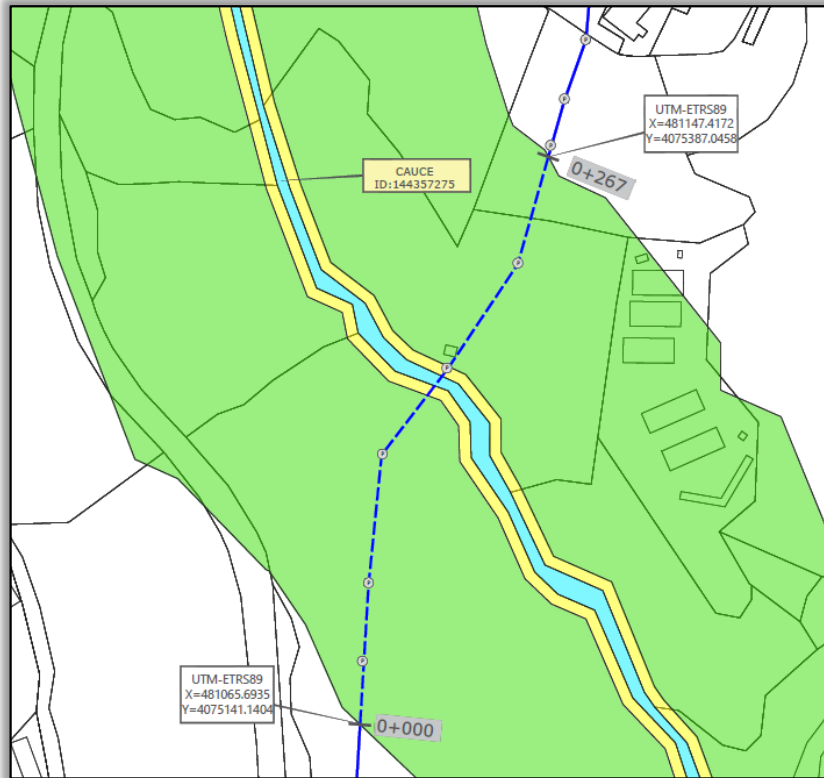 UTM-ETRS89
X=481147.4172
Y=4075387.0458
0+267
CAUCE
ID:144357275
P
P
P
P
P
P
P
P
UTM-ETRS89
X=481065.6935
Y=4075141.1404
0+000